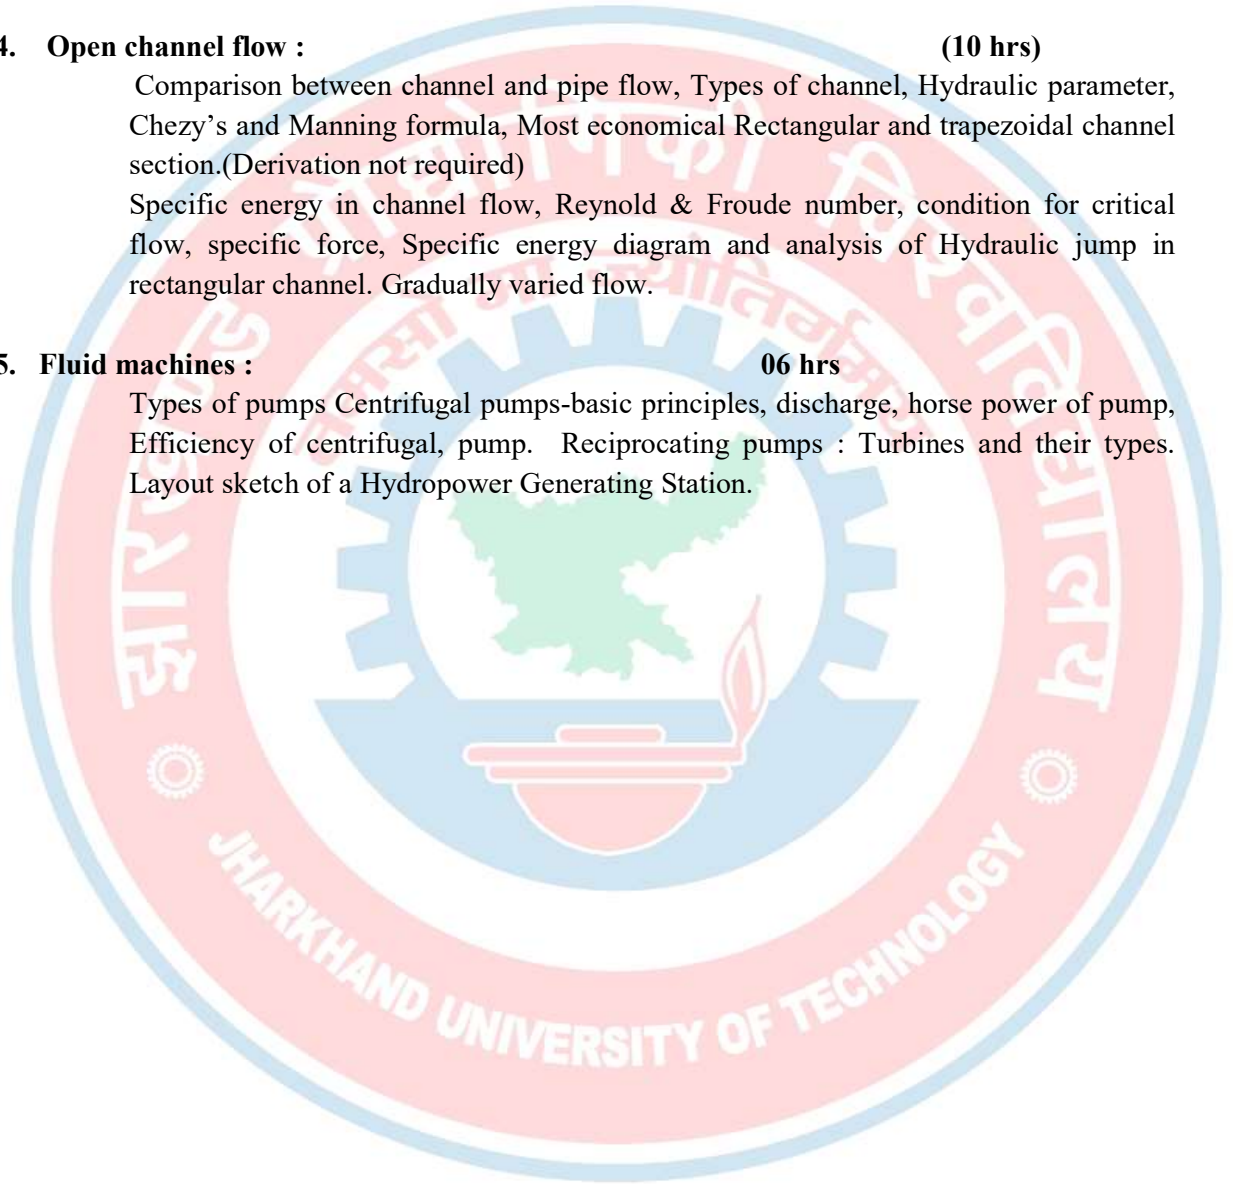 4. Open channel flow : (10 hrs)
Comparison between channel and pipe flow, Types of channel, Hydraulic parameter,
Chezy’s and Manning formula, Most economical Rectangular and trapezoidal channel
section.(Derivation not required)
Specific energy in channel flow, Reynold & Froude number, condition for critical
flow, specific force, Specific energy diagram and analysis of Hydraulic jump in
rectangular channel. Gradually varied flow.
5. Fluid machines : 06 hrs
Types of pumps Centrifugal pumps-basic principles, discharge, horse power of pump,
Efficiency of centrifugal, pump. Reciprocating pumps : Turbines and their types.
Layout sketch of a Hydropower Generating Station.
झारखण्ड प्रौद्योगिकी विश्वविद्यालय
तमसो मा ज्योतिर्गमय
JHARKHAND UNIVERSITY OF TECHNOLOGY